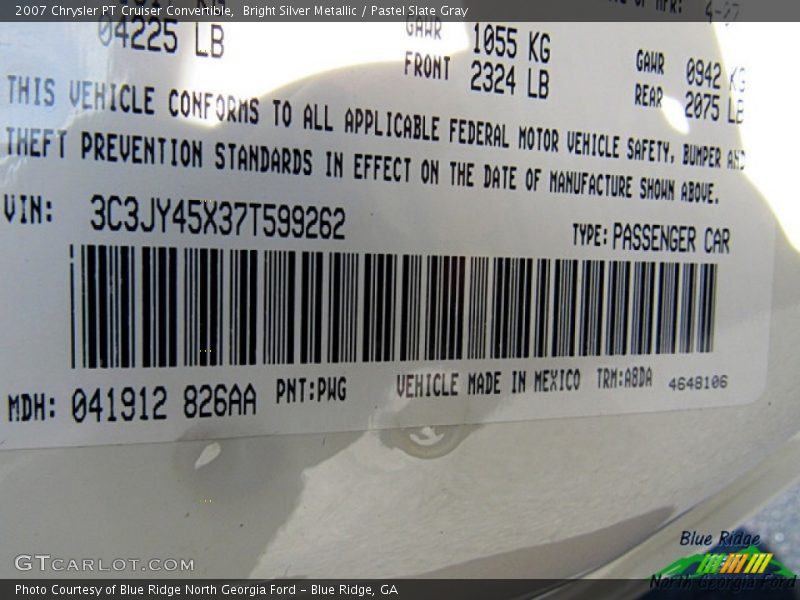 2007 Chrysler PT Cruiser Convertible,  Bright Silver Metallic / Pastel Slate Gray
MFR: 4-07
04225 LB
GAWR FRONT 1055 KG 2324 LB
GAWR REAR 0942 KG 2075 LB
THIS VEHICLE CONFORMS TO ALL APPLICABLE FEDERAL MOTOR VEHICLE SAFETY, BUMPER AND
THEFT PREVENTION STANDARDS IN EFFECT ON THE DATE OF MANUFACTURE SHOWN ABOVE.
VIN: 3C3JY45X37T599262 TYPE: PASSENGER CAR
MDH: 041912 826AA PNT:PWG VEHICLE MADE IN MEXICO TRM:A8DA 4648106
GTCARLOT.COM
Blue Ridge
North Georgia Ford
Photo Courtesy of Blue Ridge North Georgia Ford – Blue Ridge, GA